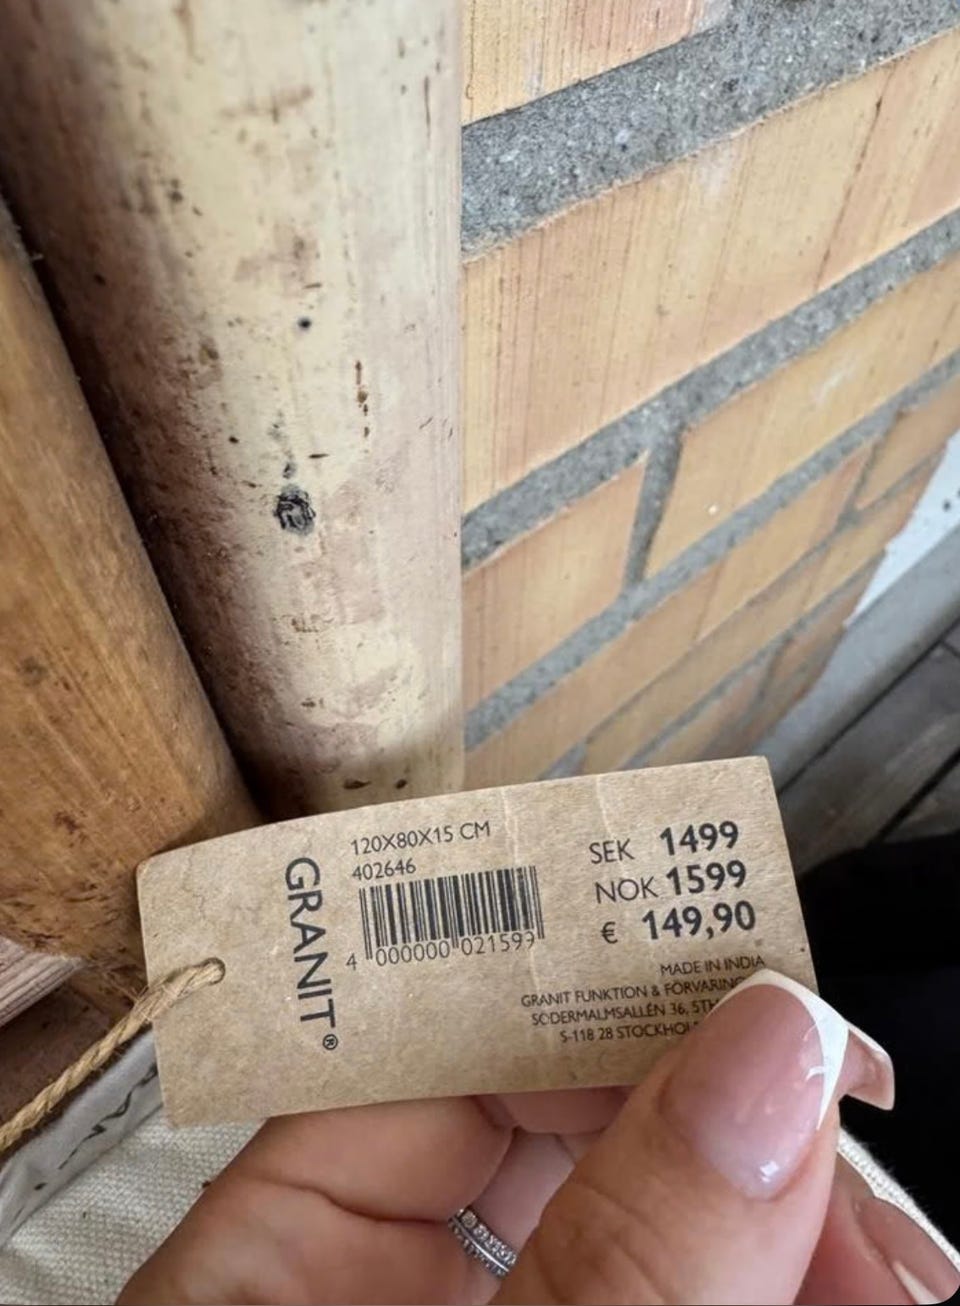 GRANIT®
120X80X15 CM
402646
4 000000 021599
SEK 1499
NOK 1599
€ 149,90
MADE IN INDIA
GRANIT FUNKTION & FÖRVARING
SÖDERMALMSALLÉN 36,
S-118 28